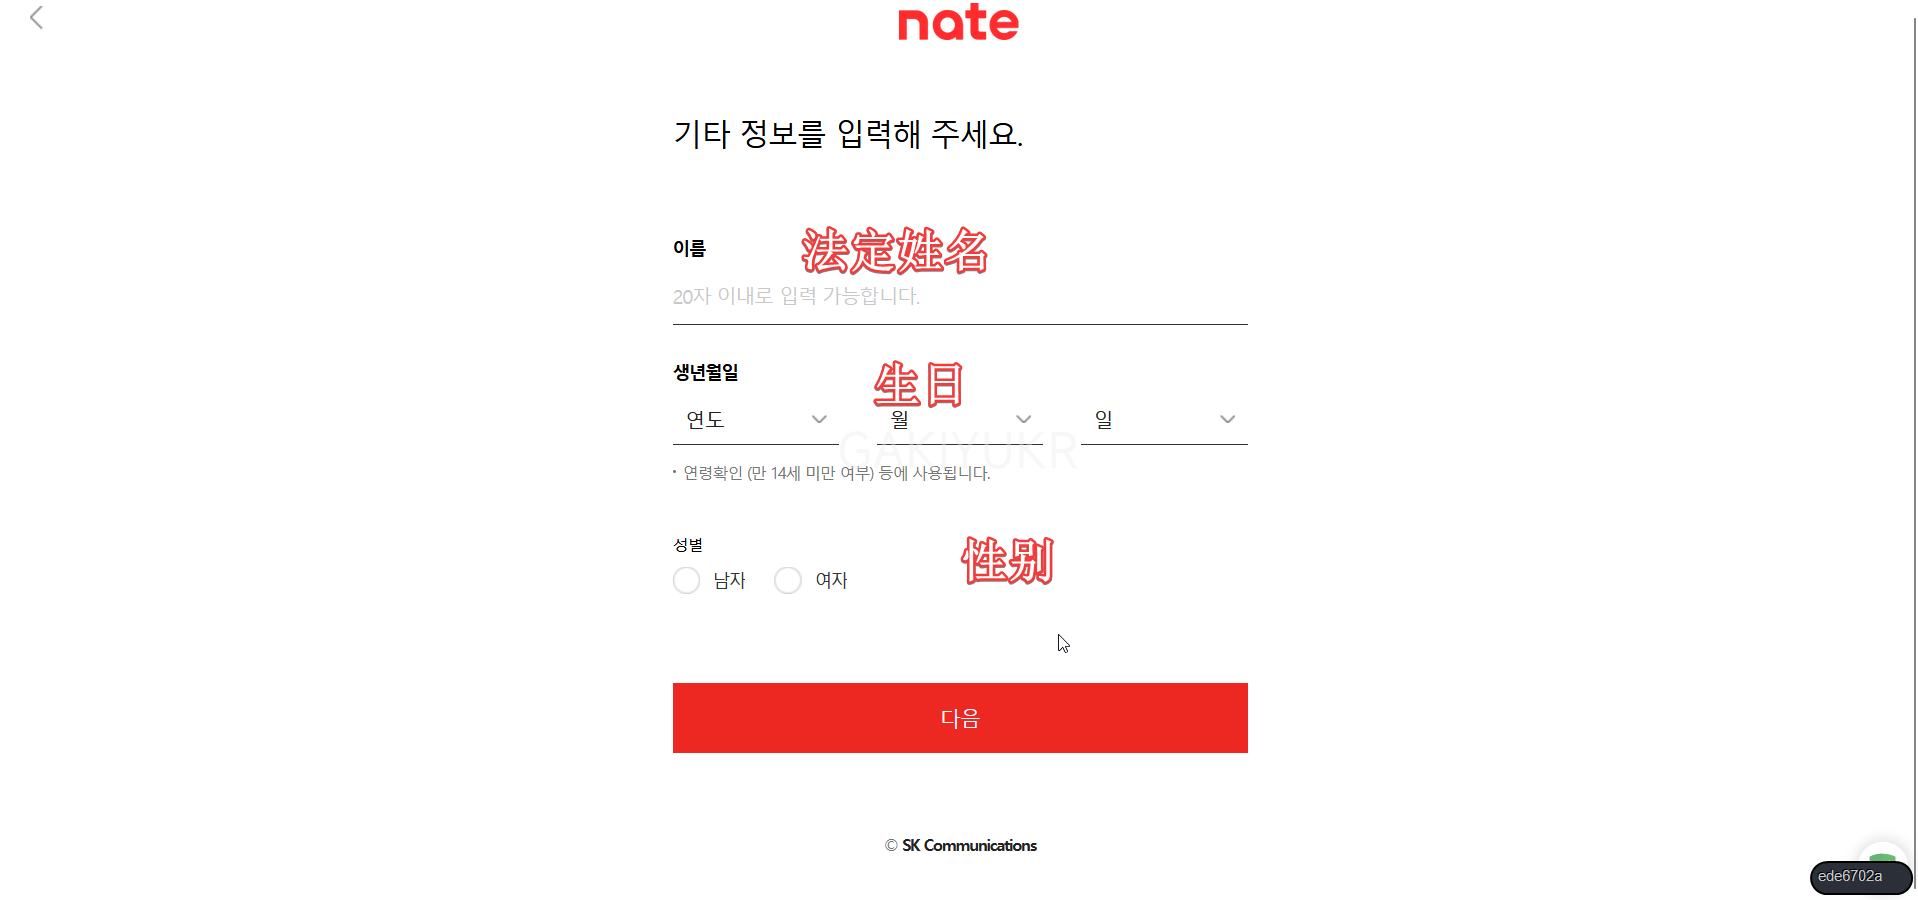 nate
기타 정보를 입력해 주세요.
이름
法定姓名
20자 이내로 입력 가능합니다.
생년월일
生日
연도
월
일
GAKIYUKR
• 연령확인 (만 14세 미만 여부) 등에 사용됩니다.
성별
性别
남자
여자
다음
© SK Communications
ede6702a